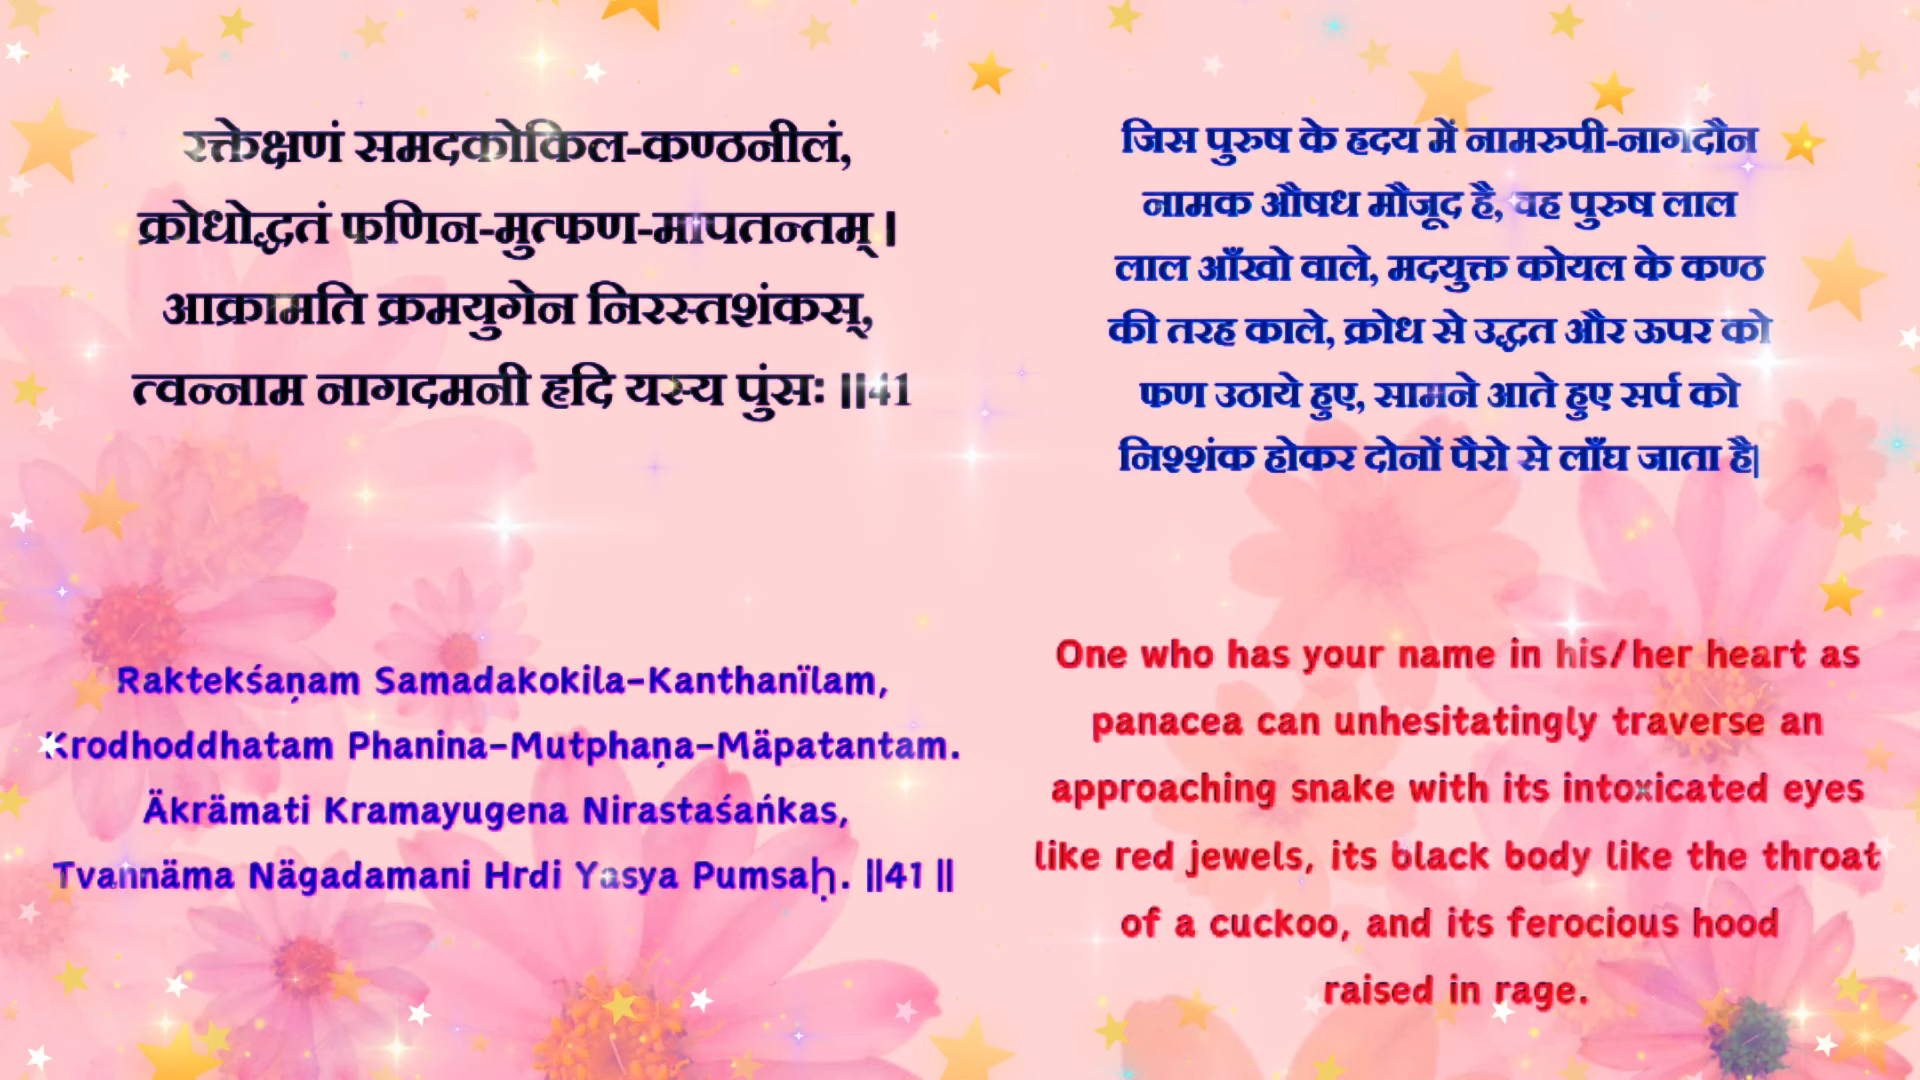 रक्तेक्षणं समदकोकिल-कण्ठनीलं,
क्रोधोद्धतं फणिन-मुत्फण-मापतन्तम् ।
आक्रामति क्रमयुगेन निरस्तशंकस्,
त्वन्नाम नागदमनी हृदि यस्य पुंसः ||41
जिस पुरुष के ह्रदय में नामरुपी-नागदौन
नामक औषध मौजूद है, वह पुरुष लाल
लाल आँखो वाले, मदयुक्त कोयल के कण्ठ
की तरह काले, क्रोध से उद्धत और ऊपर को
फण उठाये हुए, सामने आते हुए सर्प को
निश्शंक होकर दोनों पैरो से लाँघ जाता है|
Raktekśaṇam Samadakokila-Kanthanïlam,
Krodhoddhatam Phanina-Mutphaṇa-Mäpatantam.
Äkrämati Kramayugena Nirastaśańkas,
Tvannäma Nägadamani Hrdi Yasya Pumsaḥ. ||41 ||
One who has your name in his/her heart as
panacea can unhesitatingly traverse an
approaching snake with its intoxicated eyes
like red jewels, its black body like the throat
of a cuckoo, and its ferocious hood
raised in rage.